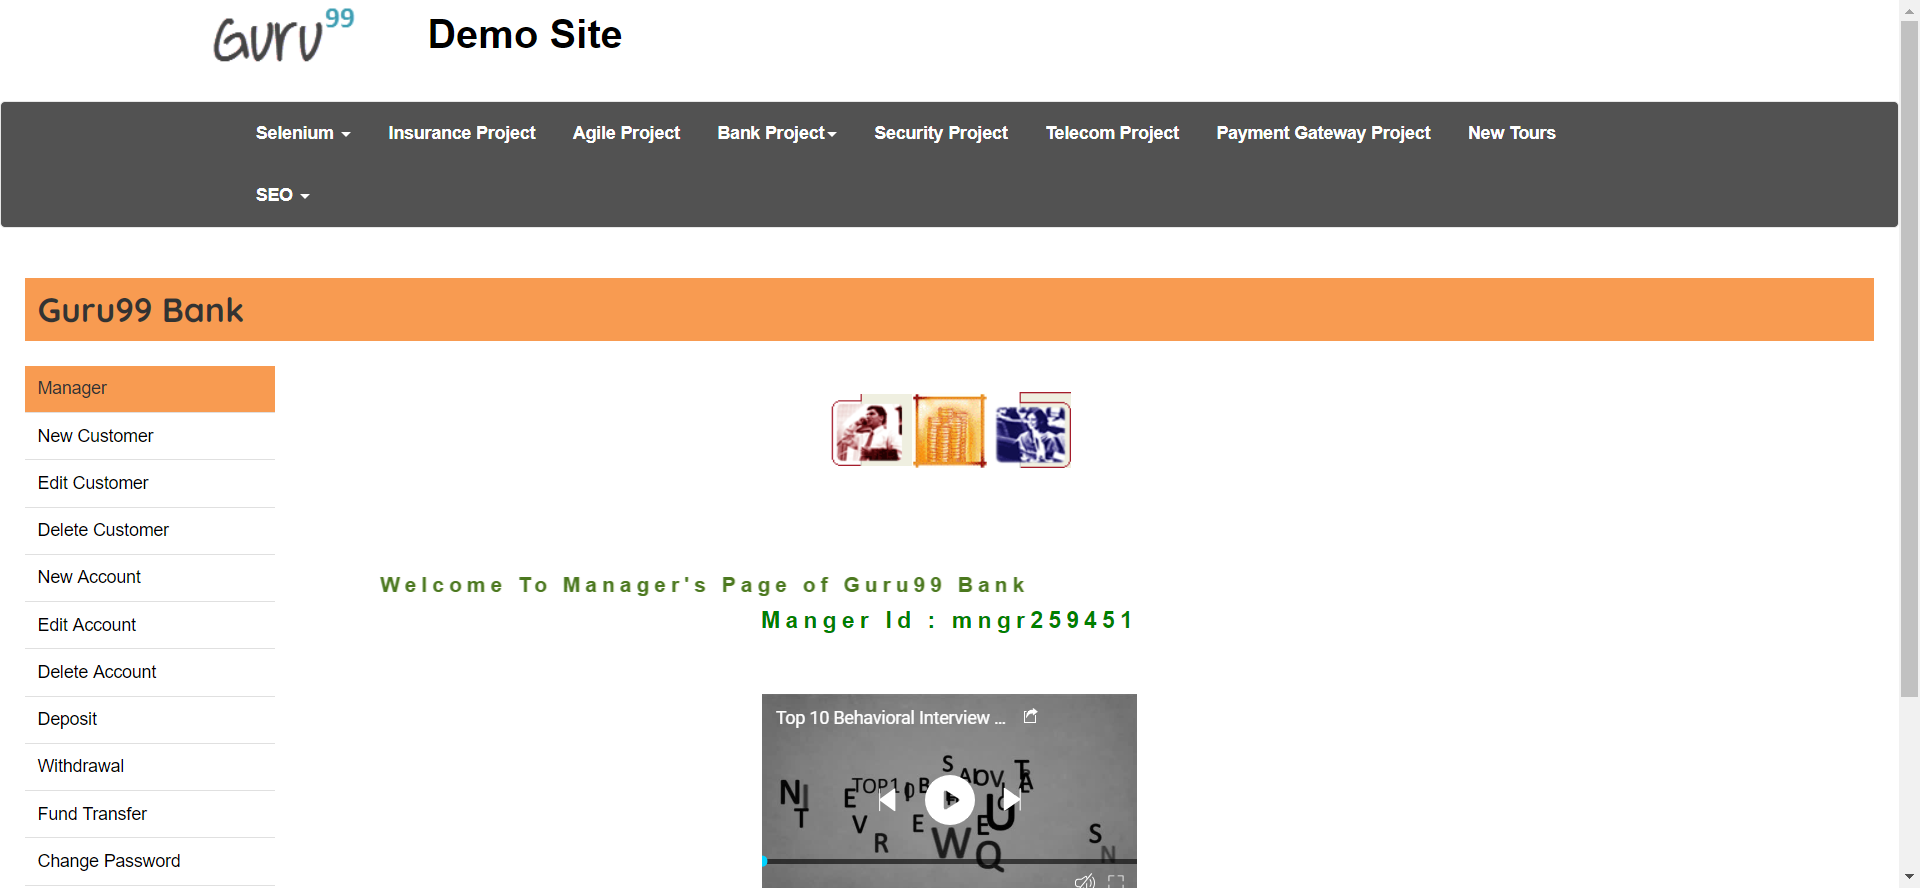 Guru99
Demo Site
Selenium
Insurance Project
Agile Project
Bank Project
Security Project
Telecom Project
Payment Gateway Project
New Tours
SEO
Guru99 Bank
Manager
New Customer
Edit Customer
Delete Customer
New Account
Edit Account
Delete Account
Deposit
Withdrawal
Fund Transfer
Change Password
Welcome To Manager's Page of Guru99 Bank
Manger Id : mngr259451
Top 10 Behavioral Interview ...